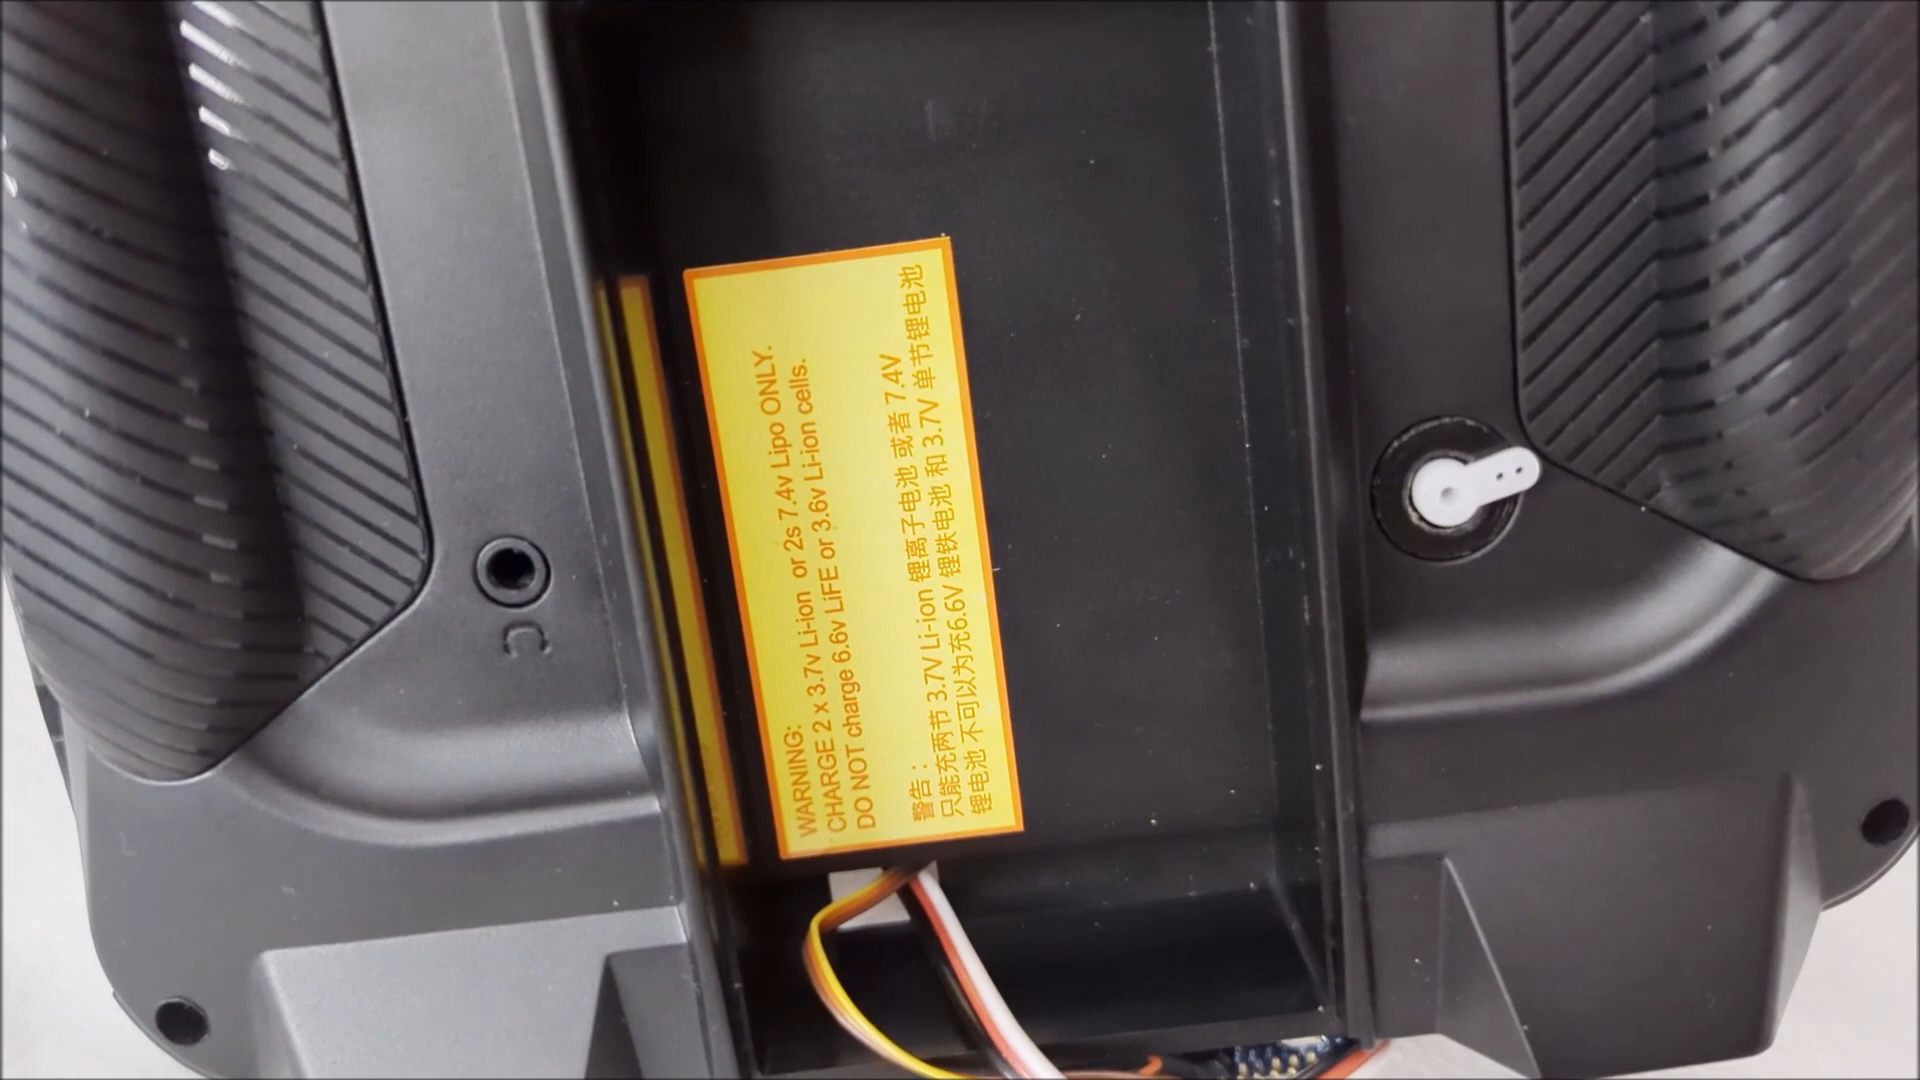 WARNING:
CHARGE 2 x 3.7v Li-ion or 2s 7.4v Lipo ONLY.
DO NOT charge 6.6v LiFE or 3.6v Li-ion cells.
警告：
只能充两节 3.7V Li-ion 锂离子电池 或者 7.4V
锂电池 不可以为充6.6V 锂铁电池 和 3.7V 单节锂电池
C